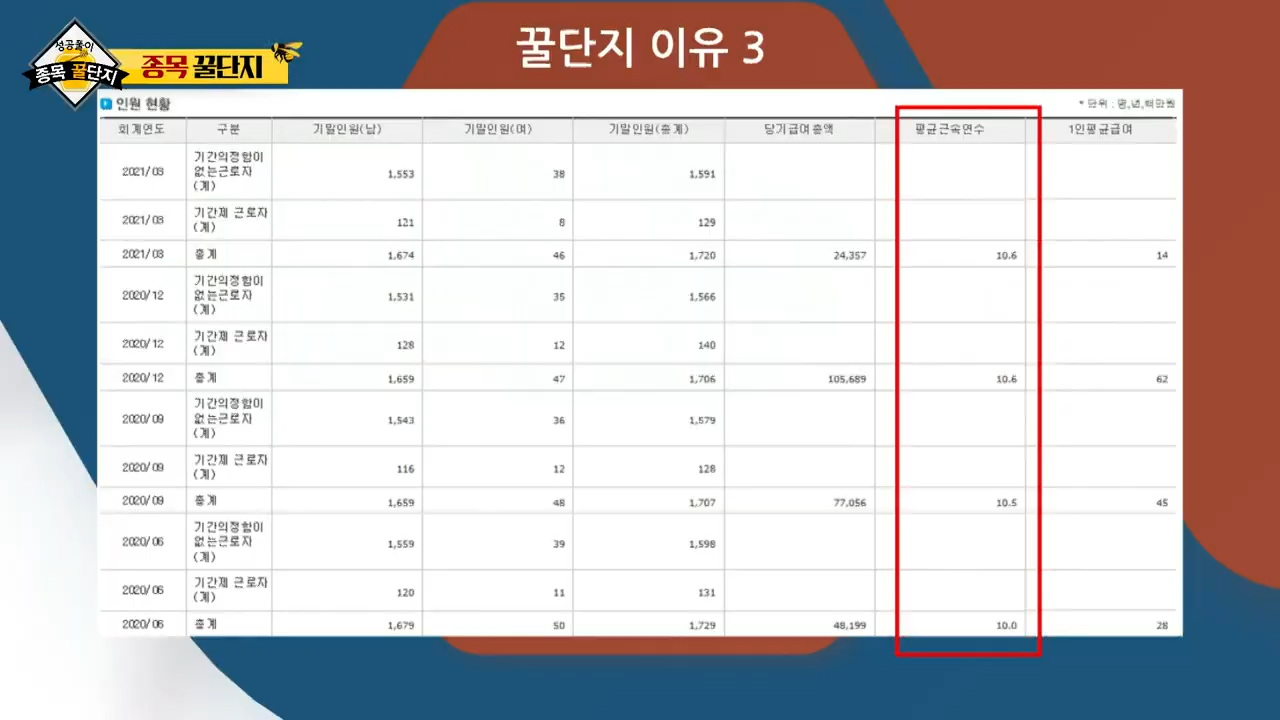 성공풀이
종목 꿀단지
종목 꿀단지
꿀단지 이유 3
인원 현황
* 단위 : 명,년,백만원
회계연도 구분 기말인원(남) 기말인원(여) 기말인원(총계) 당기급여총액 평균근속연수 1인평균급여
2021/03 기간의정함이
없는근로자
(계) 1,553 38 1,591
2021/03 기간제 근로자
(계) 121 8 129
2021/03 총계 1,674 46 1,720 24,357 10.6 14
2020/12 기간의정함이
없는근로자
(계) 1,531 35 1,566
2020/12 기간제 근로자
(계) 128 12 140
2020/12 총계 1,659 47 1,706 105,689 10.6 62
2020/09 기간의정함이
없는근로자
(계) 1,543 36 1,579
2020/09 기간제 근로자
(계) 116 12 128
2020/09 총계 1,659 48 1,707 77,056 10.5 45
2020/06 기간의정함이
없는근로자
(계) 1,559 39 1,598
2020/06 기간제 근로자
(계) 120 11 131
2020/06 총계 1,679 50 1,729 48,199 10.0 28